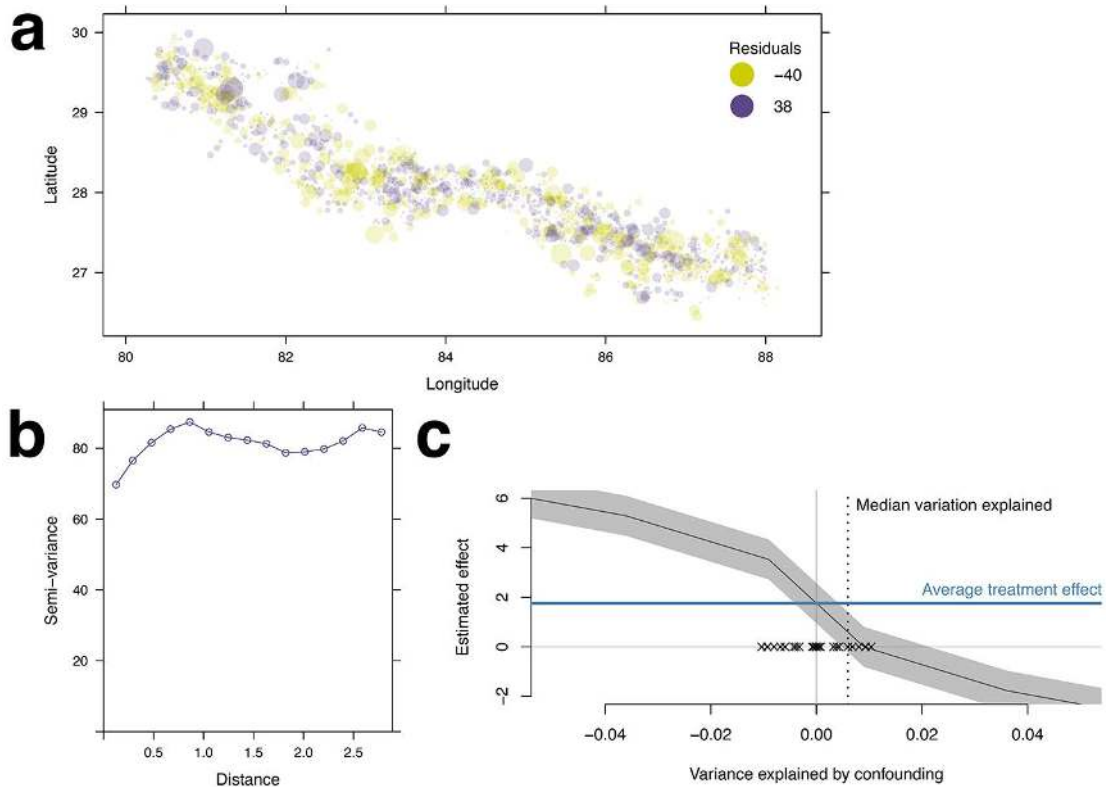 a
30
29
28
27
Latitude
Residuals
−40
38
80
82
84
86
88
Longitude
b
80
60
40
20
Semi−variance
0.5
1.0
1.5
2.0
2.5
Distance
c
6
4
2
0
−2
Estimated effect
Median variation explained
Average treatment effect
−0.04
−0.02
0.00
0.02
0.04
Variance explained by confounding